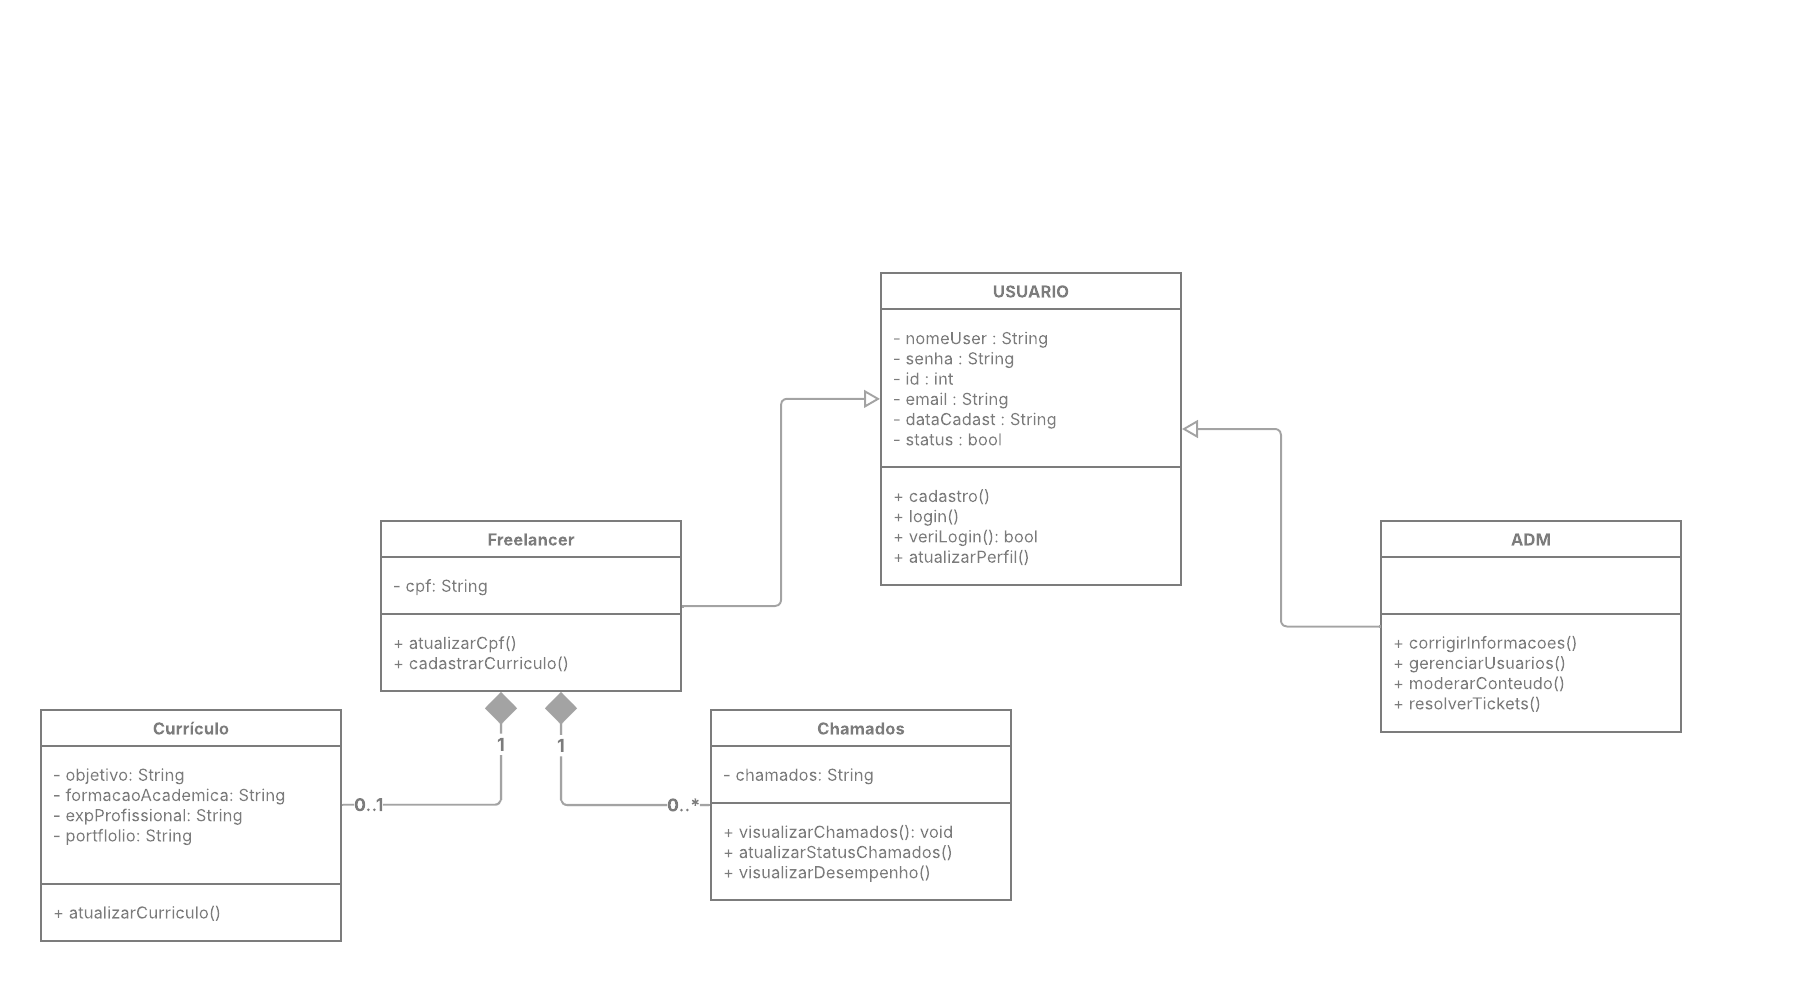 USUARIO
- nomeUser : String
- senha : String
- id : int
- email : String
- dataCadast : String
- status : bool
+ cadastro()
+ login()
+ veriLogin(): bool
+ atualizarPerfil()
Freelancer
- cpf: String
+ atualizarCpf()
+ cadastrarCurriculo()
ADM
+ corrigirInformacoes()
+ gerenciarUsuarios()
+ moderarConteudo()
+ resolverTickets()
Currículo
- objetivo: String
- formacaoAcademica: String
- expProfissional: String
- portflolio: String
+ atualizarCurriculo()
1
0..1
1
0..*
Chamados
- chamados: String
+ visualizarChamados(): void
+ atualizarStatusChamados()
+ visualizarDesempenho()